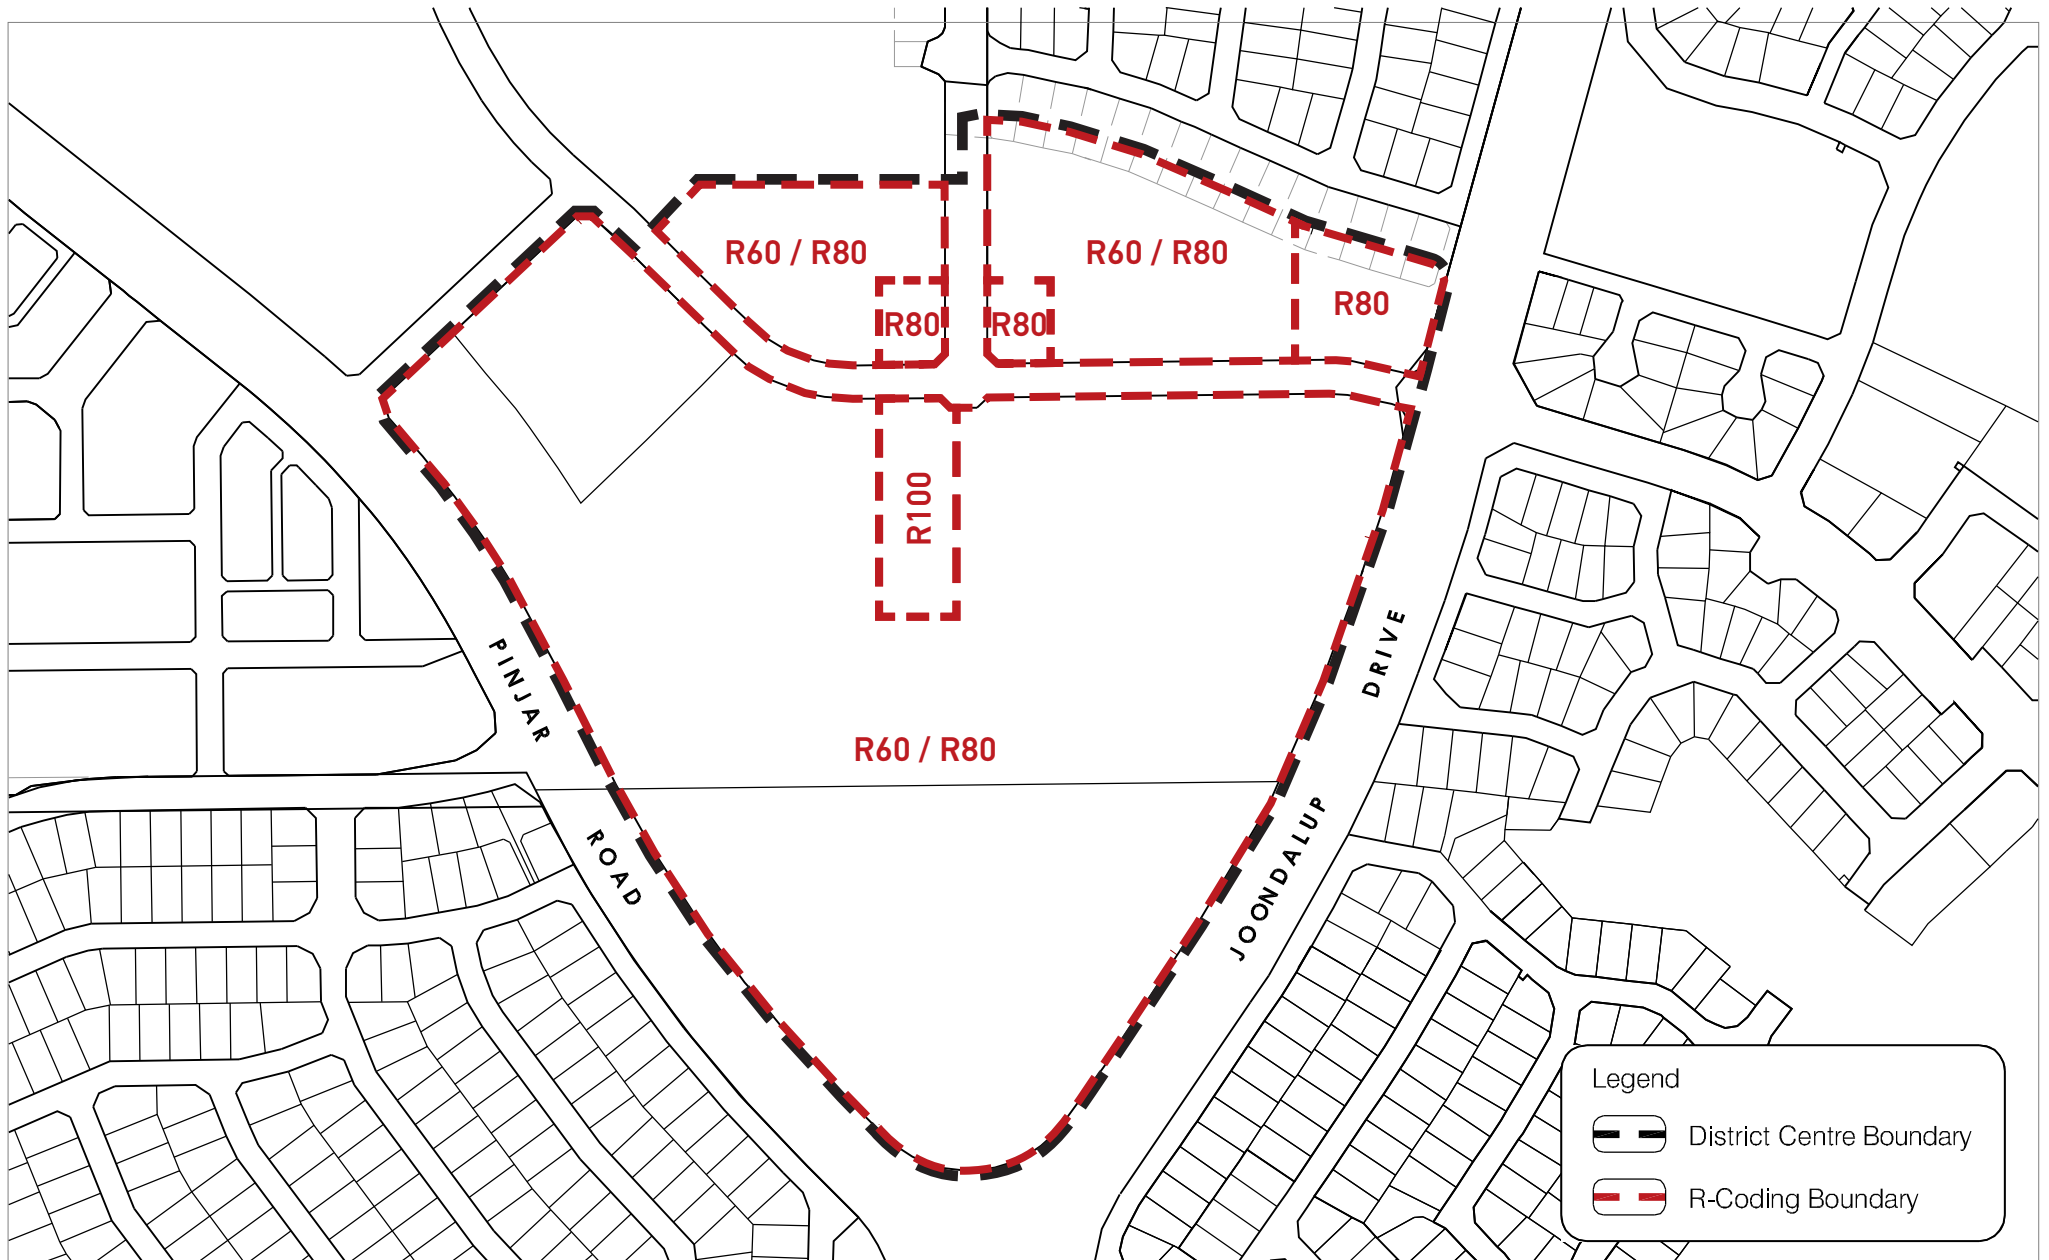 R60 / R80
R60 / R80
R80
R80
R80
R100
PINJAR
ROAD
R60 / R80
JOONDALUP
DRIVE
Legend
District Centre Boundary
R-Coding Boundary